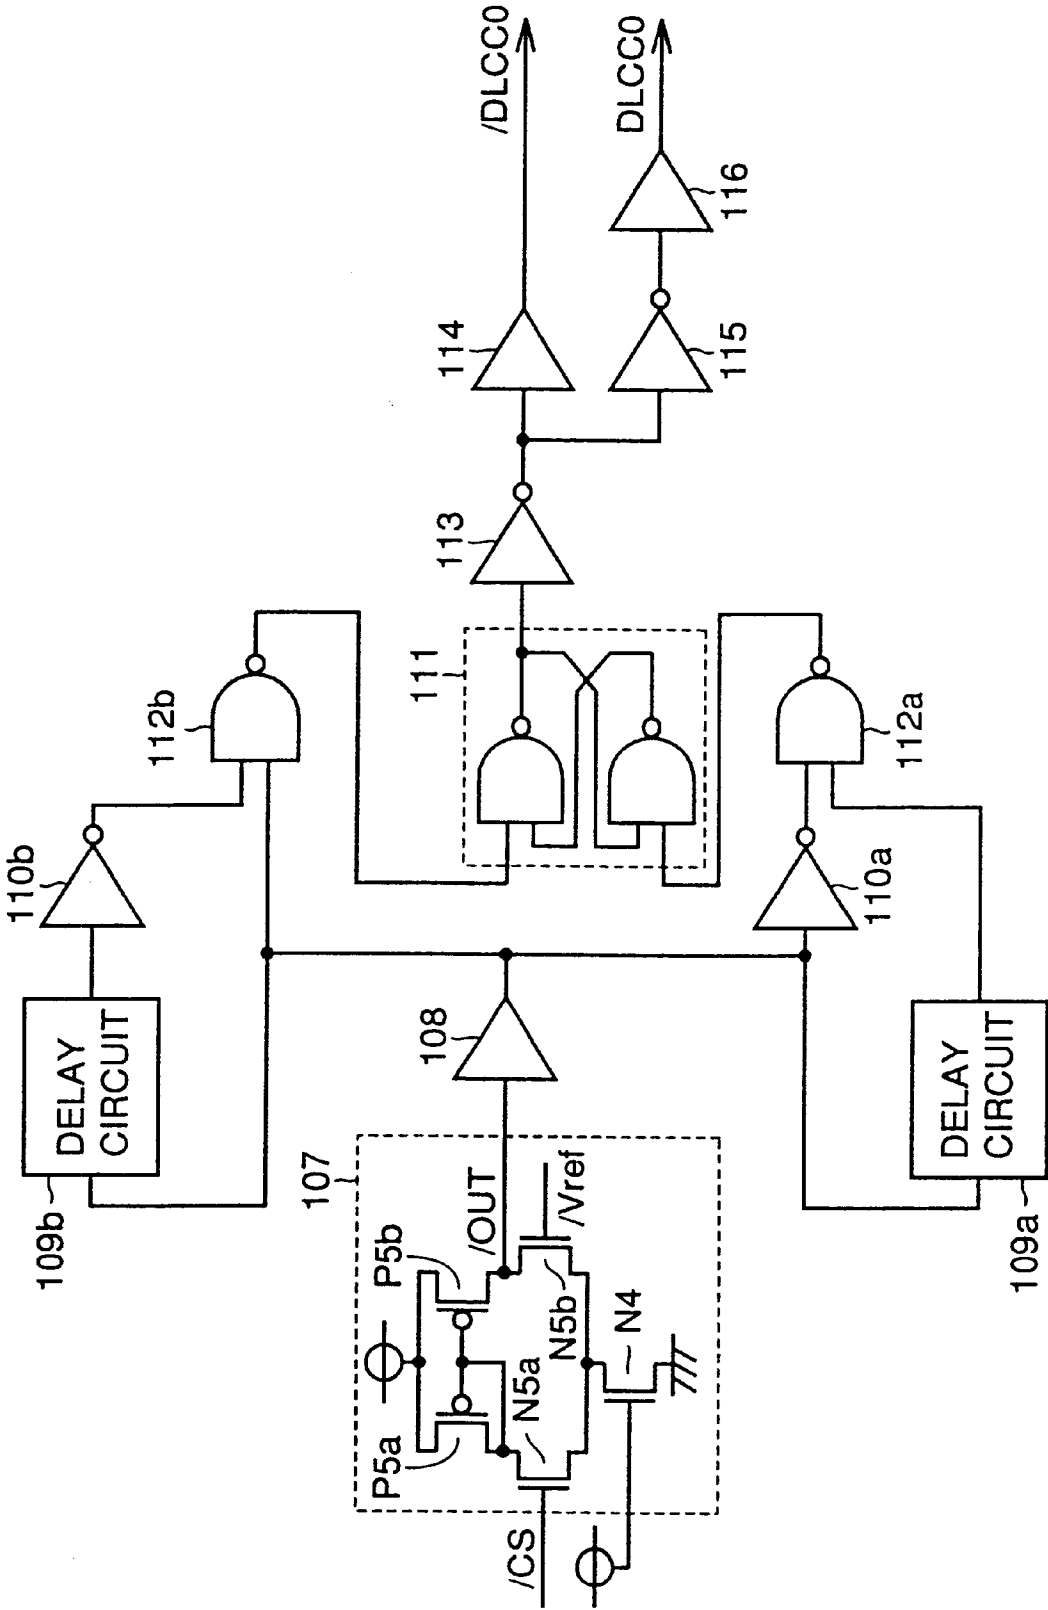 /DLCC0
DLCC0
116
114
115
113
111
112b
112a
110b
110a
108
DELAY
CIRCUIT
109b
DELAY
CIRCUIT
109a
107
/OUT
/Vref
P5b
N5b
N4
P5a
N5a
/CS